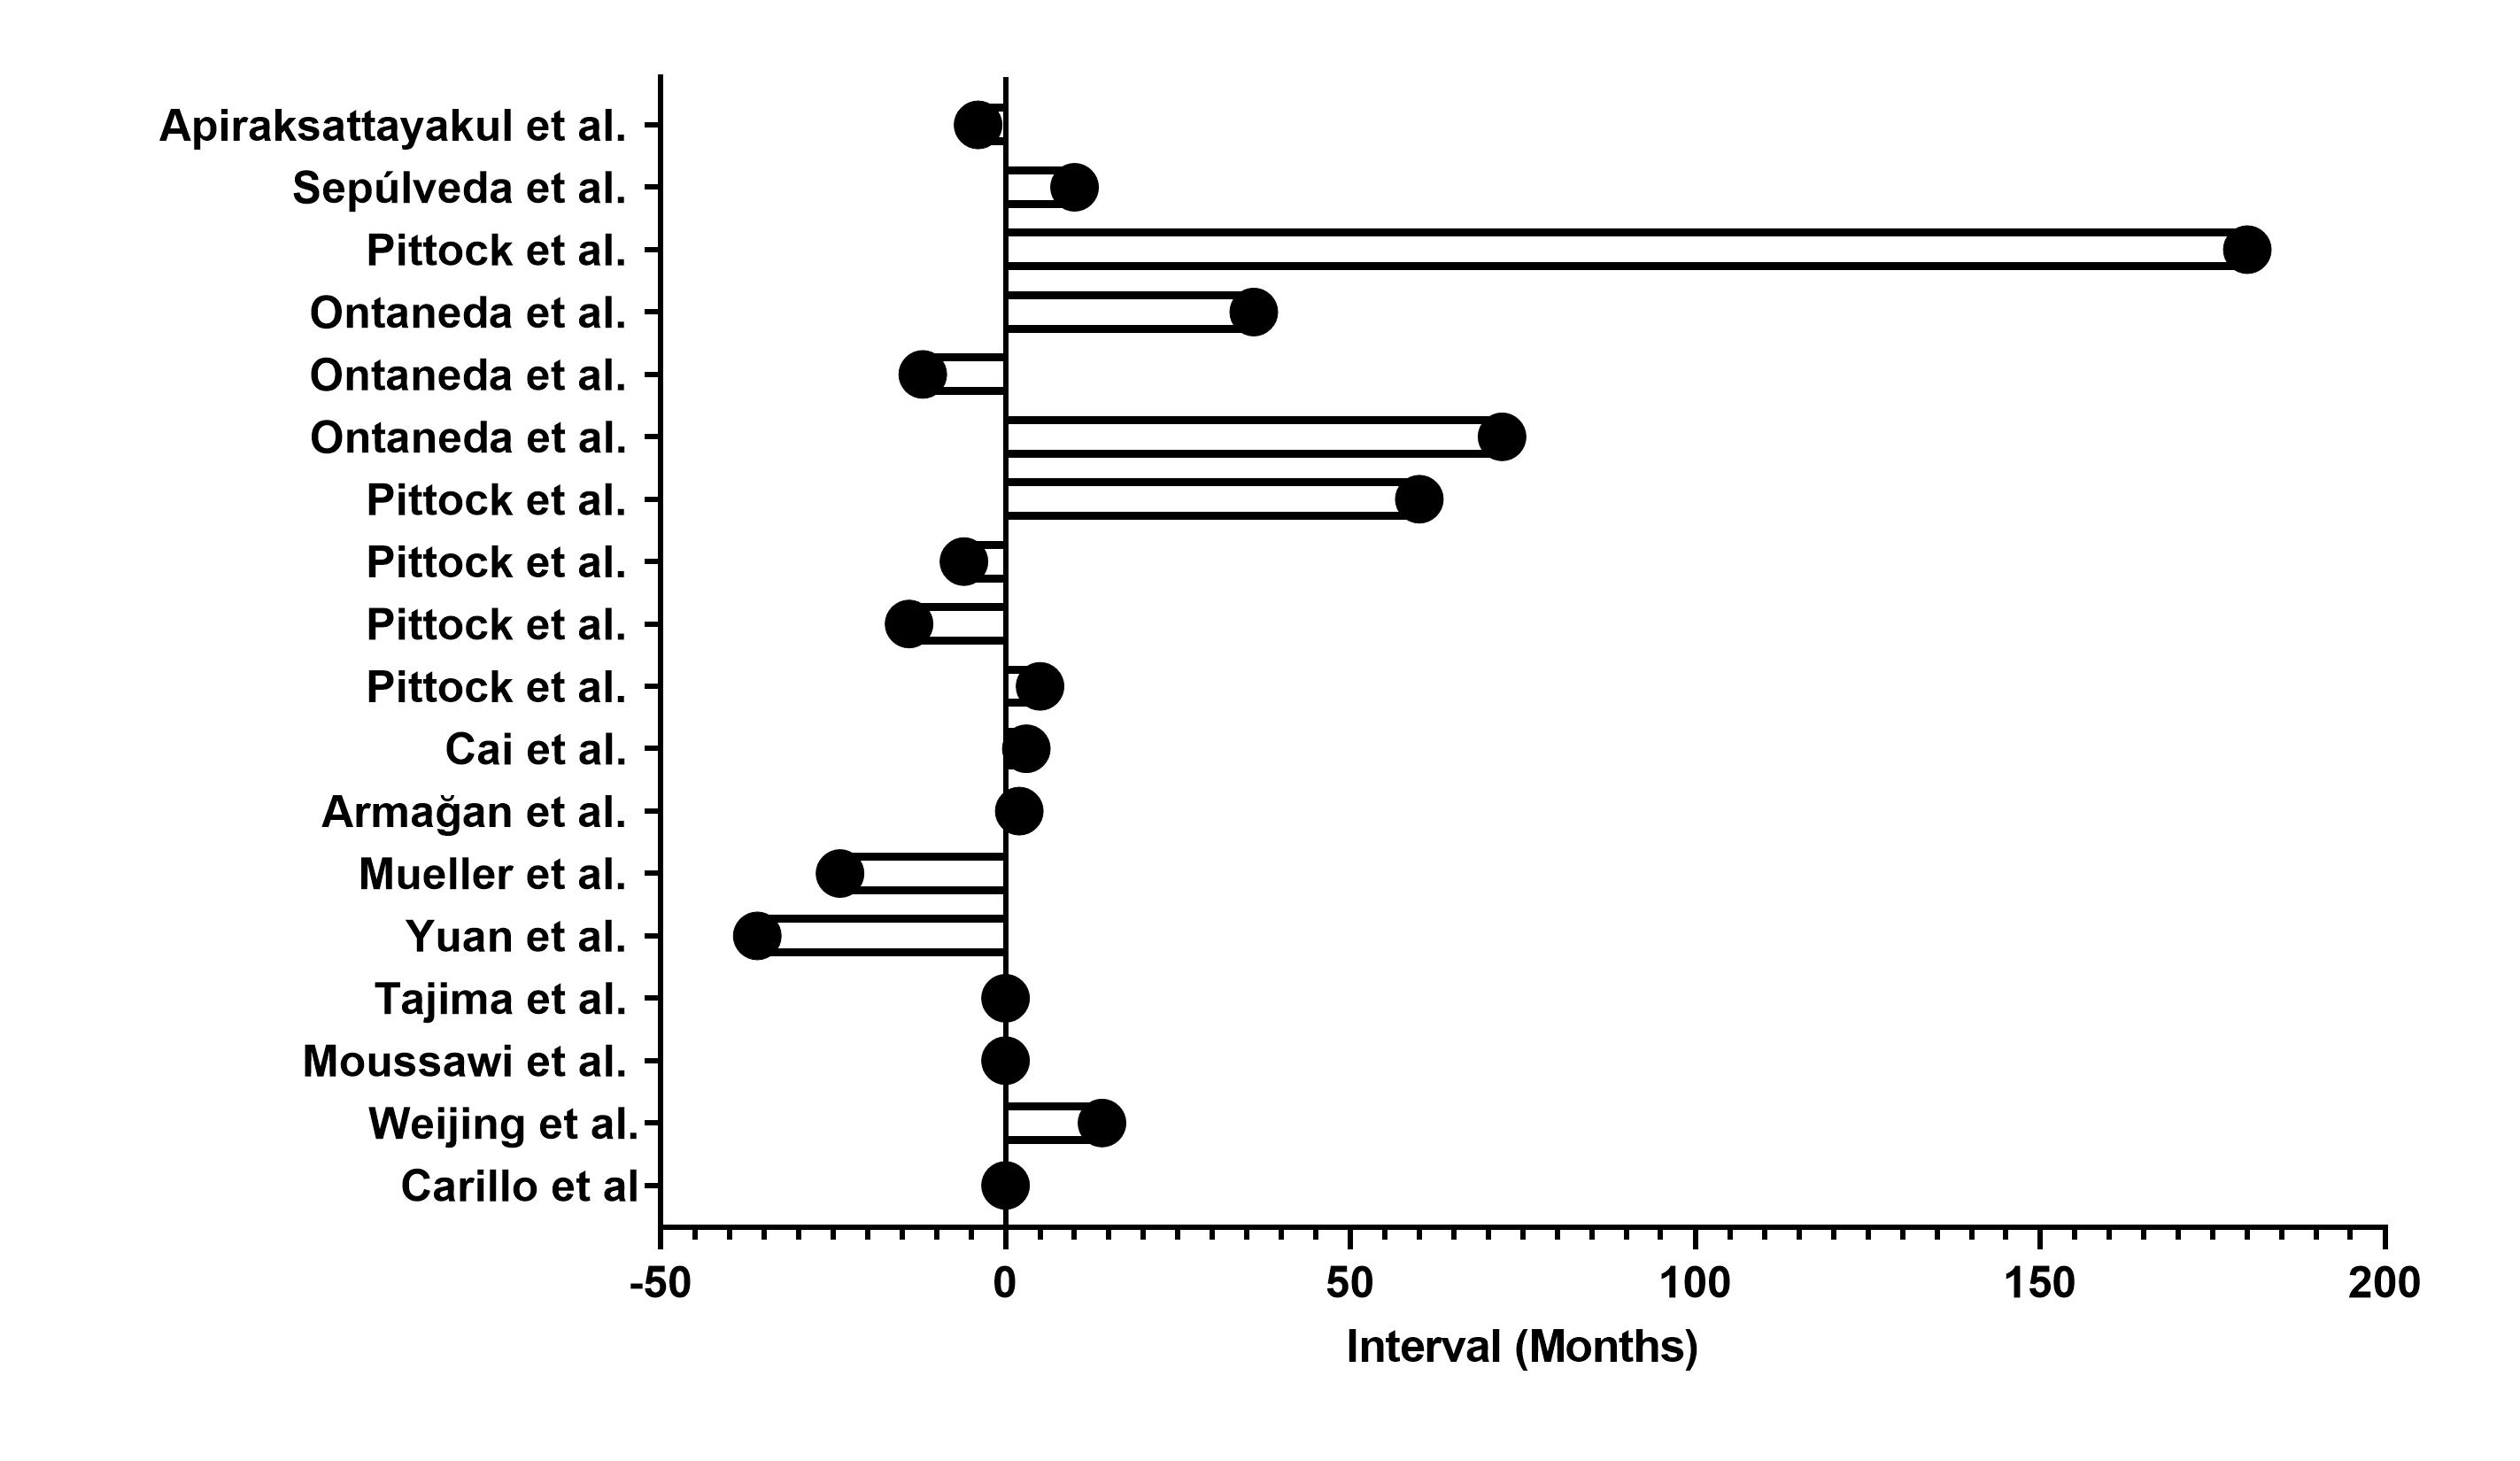 Apiraksattayakul et al.
Sepúlveda et al.
Pittock et al.
Ontaneda et al.
Ontaneda et al.
Ontaneda et al.
Pittock et al.
Pittock et al.
Pittock et al.
Pittock et al.
Cai et al.
Armağan et al.
Mueller et al.
Yuan et al.
Tajima et al.
Moussawi et al.
Weijing et al.
Carillo et al
-50 0 50 100 150 200
Interval (Months)